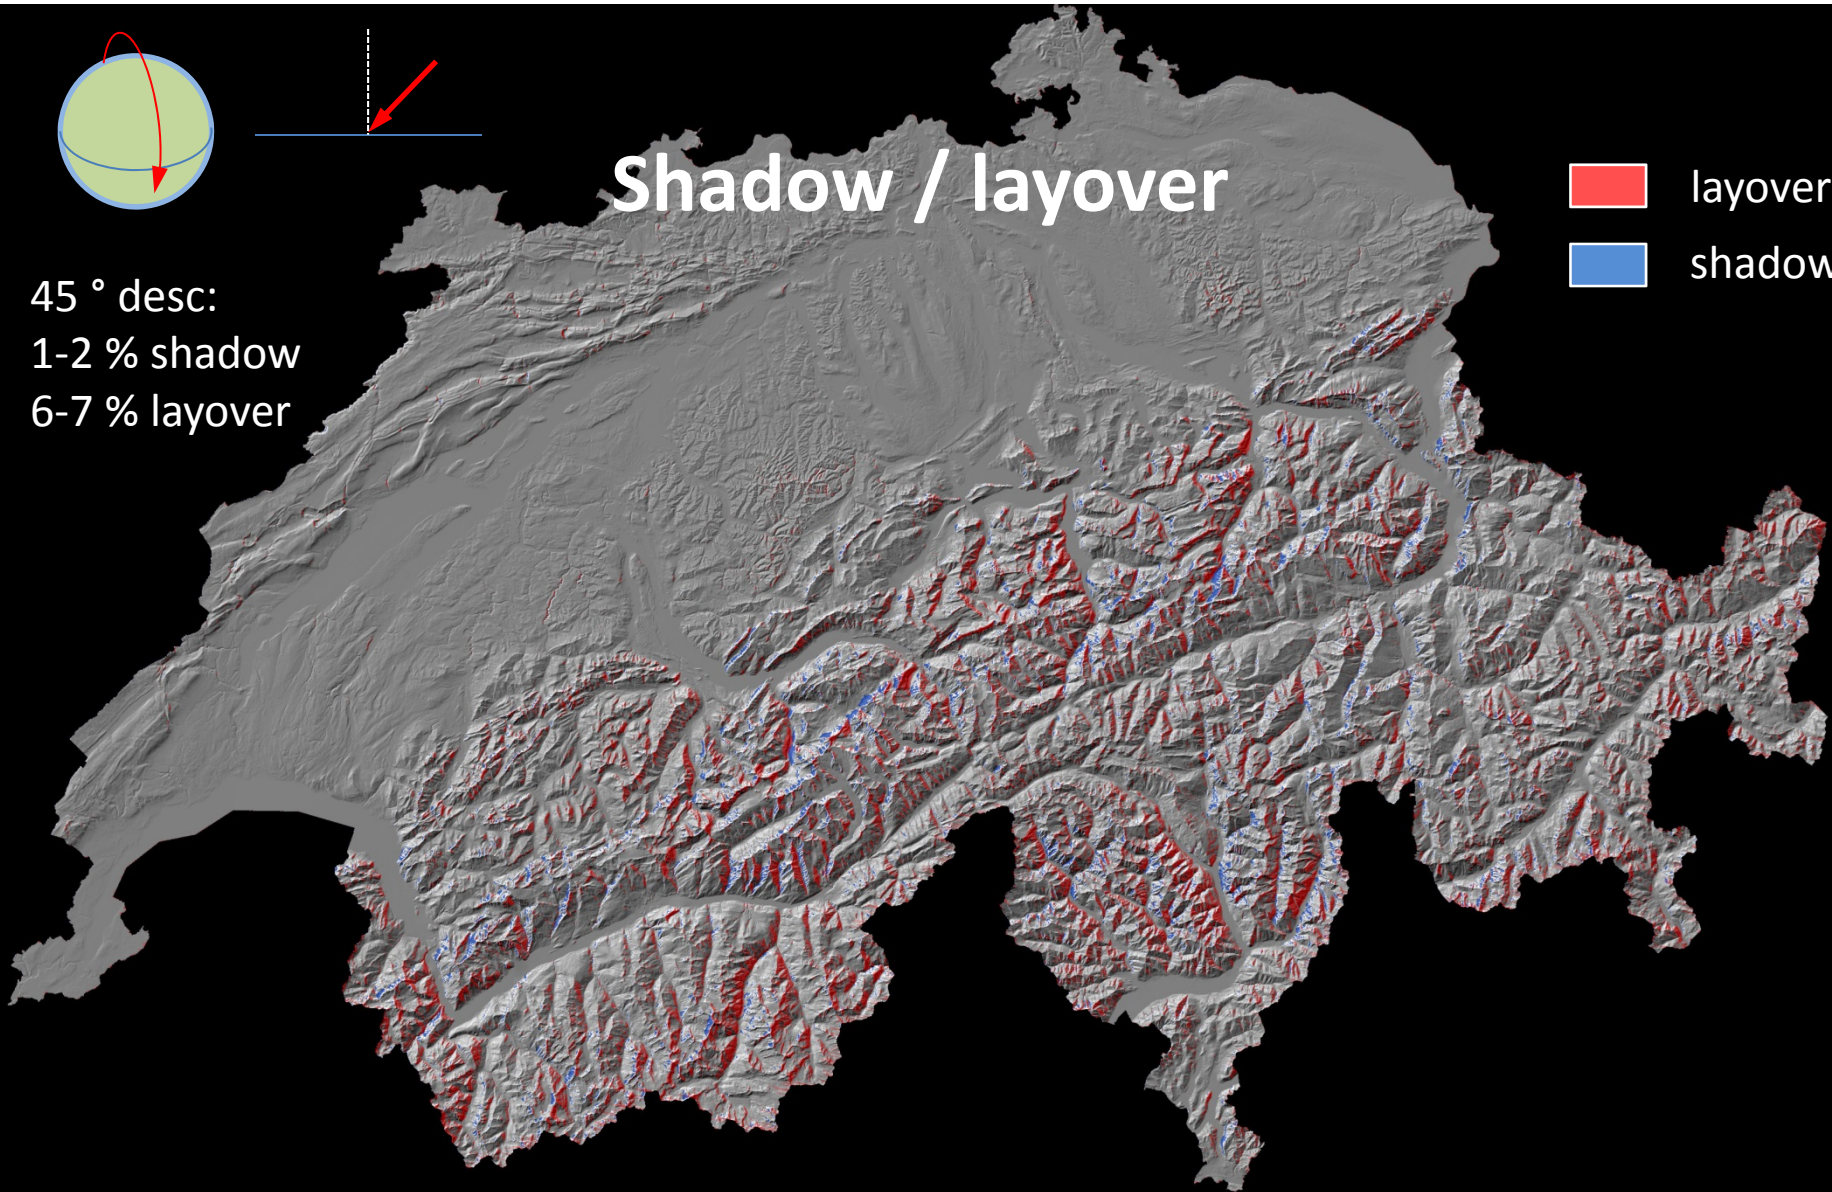 Shadow / layover
layover
shadow
45 ° desc:
1-2 % shadow
6-7 % layover